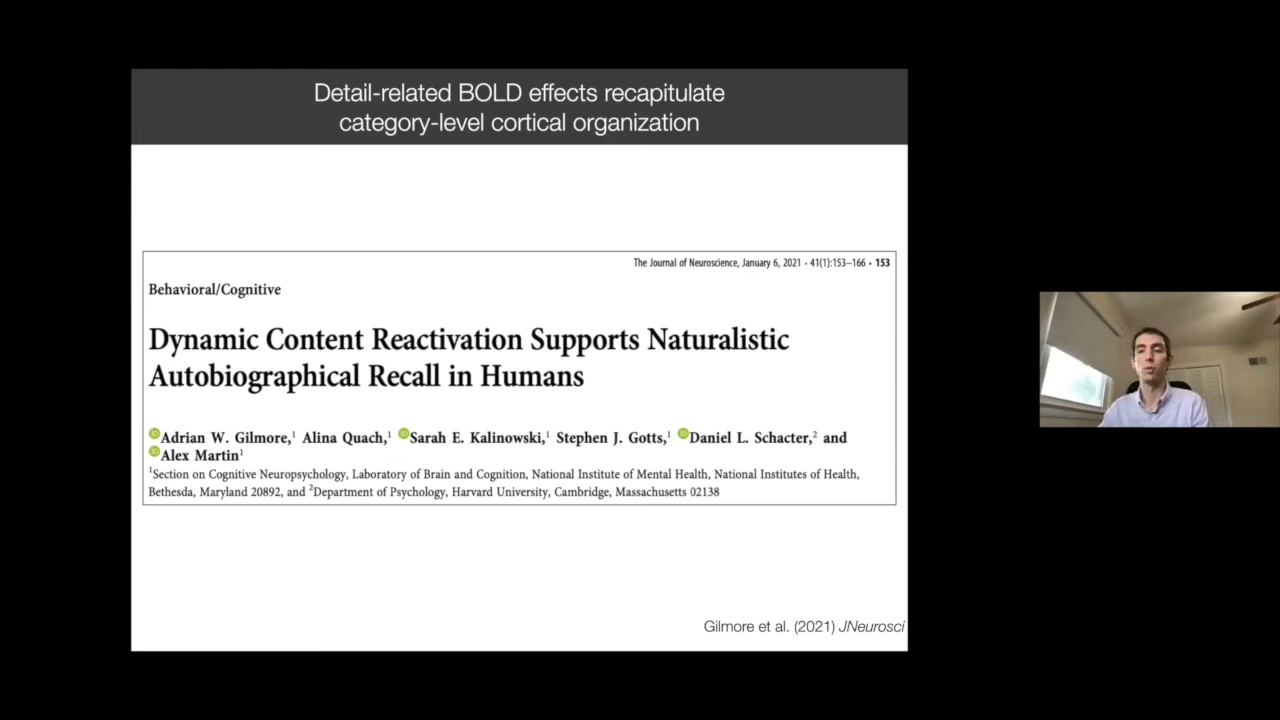 Detail-related BOLD effects recapitulate
category-level cortical organization
The Journal of Neuroscience, January 6, 2021 • 41(1):153–166 • 153
Behavioral/Cognitive
Dynamic Content Reactivation Supports Naturalistic
Autobiographical Recall in Humans
Adrian W. Gilmore,¹ Alina Quach,¹ Sarah E. Kalinowski,¹ Stephen J. Gotts,¹ Daniel L. Schacter,² and
Alex Martin¹
¹Section on Cognitive Neuropsychology, Laboratory of Brain and Cognition, National Institute of Mental Health, National Institutes of Health,
Bethesda, Maryland 20892, and ²Department of Psychology, Harvard University, Cambridge, Massachusetts 02138
Gilmore et al. (2021) JNeurosci